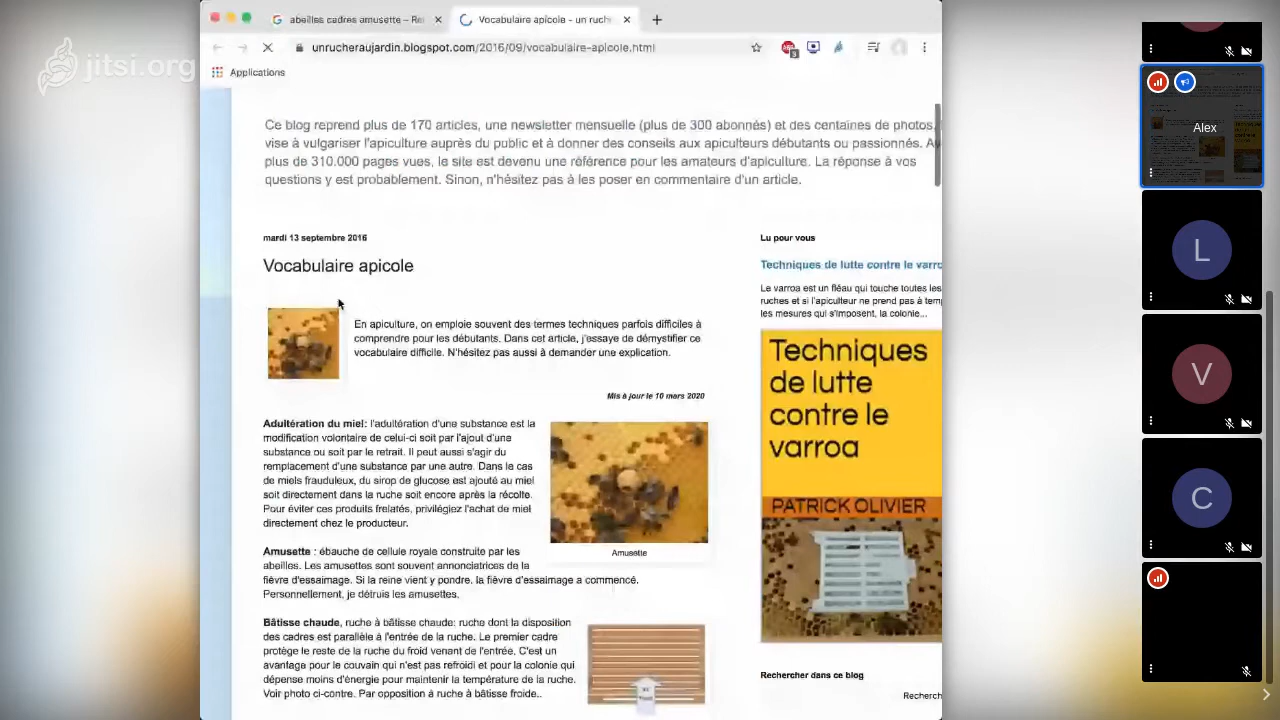 abeilles cadres amusette – Re
Vocabulaire apicole - un ruch
unrucheraujardin.blogspot.com/2016/09/vocabulaire-apicole.html
jitsi.org
Applications
Ce blog reprend plus de 170 articles, une newsletter mensuelle (plus de 300 abonnés) et des centaines de photos.
vise à vulgariser l'apiculture auprès du public et à donner des conseils aux apiculteurs débutants ou passionnés. A
plus de 310.000 pages vues, le site est devenu une référence pour les amateurs d'apiculture. La réponse à vos
questions y est probablement. Sinon, n'hésitez pas à les poser en commentaire d'un article.
mardi 13 septembre 2016
Vocabulaire apicole
En apiculture, on emploie souvent des termes techniques parfois difficiles à
comprendre pour les débutants. Dans cet article, j'essaye de démystifier ce
vocabulaire difficile. N'hésitez pas aussi à demander une explication.
Mis à jour le 10 mars 2020
Adultération du miel: l'adultération d'une substance est la
modification volontaire de celui-ci soit par l'ajout d'une
substance ou soit par le retrait. Il peut aussi s'agir du
remplacement d'une substance par une autre. Dans le cas
de miels frauduleux, du sirop de glucose est ajouté au miel
soit directement dans la ruche soit encore après la récolte.
Pour éviter ces produits frelatés, privilégiez l'achat de miel
directement chez le producteur.
Amusette
Amusette : ébauche de cellule royale construite par les
abeilles. Les amusettes sont souvent annonciatrices de la
fièvre d'essaimage. Si la reine vient y pondre, la fièvre d'essaimage a commencé.
Personnellement, je détruis les amusettes.
Bâtisse chaude, ruche à bâtisse chaude: ruche dont la disposition
des cadres est parallèle à l'entrée de la ruche. Le premier cadre
protège le reste de la ruche du froid venant de l'entrée. C'est un
avantage pour le couvain qui n'est pas refroidi et pour la colonie qui
dépense moins d'énergie pour maintenir la température de la ruche.
Voir photo ci-contre. Par opposition à ruche à bâtisse froide..
Lu pour vous
Techniques de lutte contre le varro
Le varroa est un fléau qui touche toutes les
ruches et si l'apiculteur ne prend pas à tem
les mesures qui s'imposent, la colonie...
Techniques
de lutte
contre le
varroa
PATRICK OLIVIER
Rechercher dans ce blog
Recherch
Alex
L
V
C